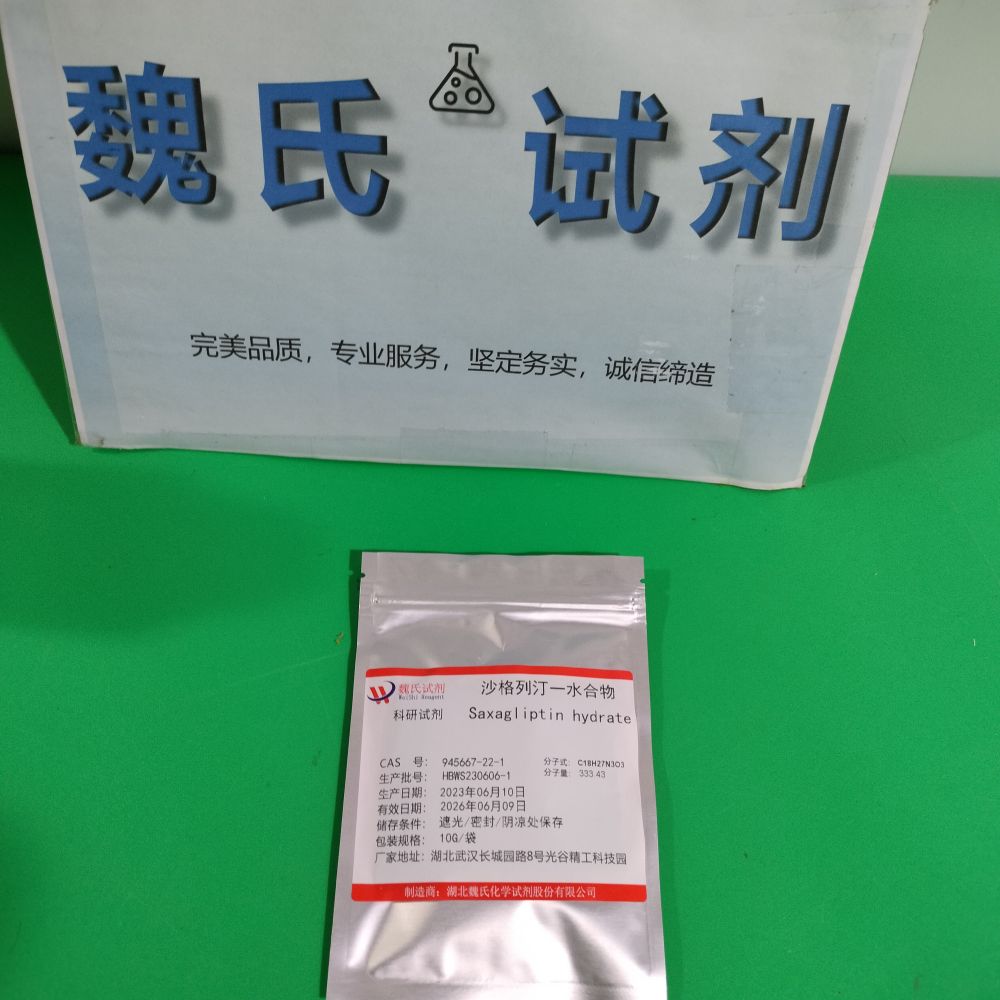 魏氏 试剂
完美品质，专业服务，坚定务实，诚信缔造
魏氏试剂
WeiShi Reagent
沙格列汀一水合物
科研试剂 Saxagliptin hydrate
CAS 号： 945667-22-1
分子式： C18H27N3O3
生产批号： HBWS230606-1
分子量： 333.43
生产日期： 2023年06月10日
有效日期： 2026年06月09日
储存条件： 遮光/密封/阴凉处保存
包装规格： 10G/袋
厂家地址：湖北武汉长城园路8号光谷精工科技园
制造商：湖北魏氏化学试剂股份有限公司